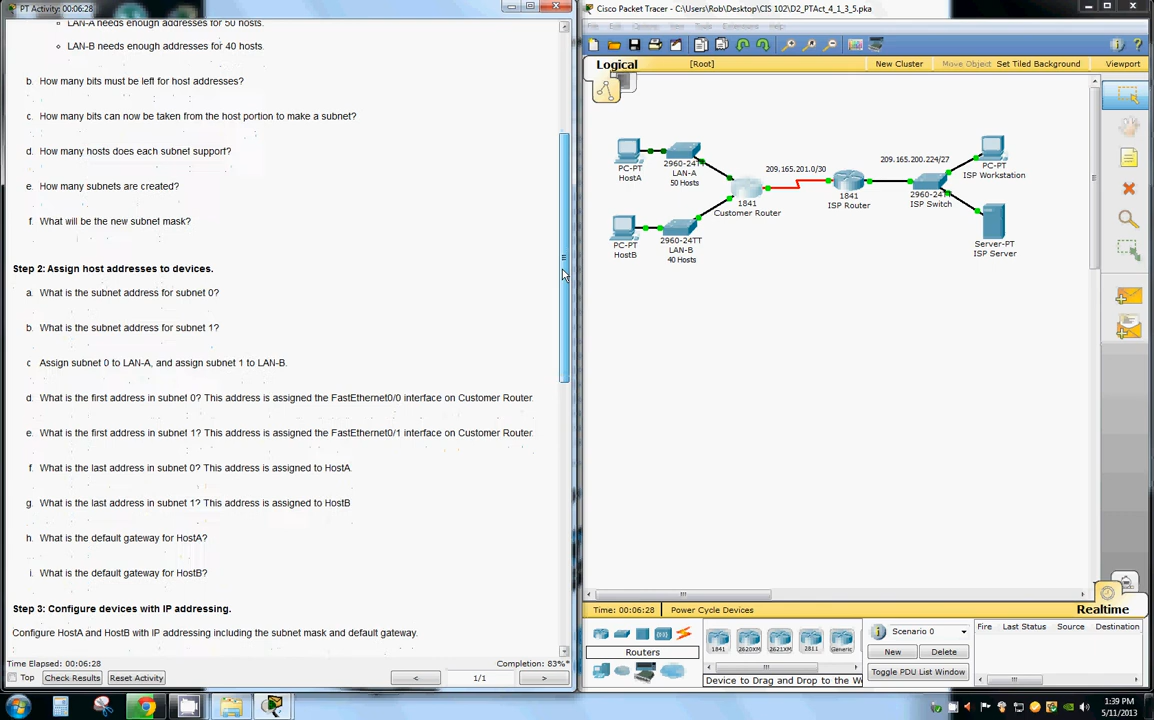 PT Activity: 00:06:28
LAN-A needs enough addresses for 50 hosts.
LAN-B needs enough addresses for 40 hosts.
b. How many bits must be left for host addresses?
c. How many bits can now be taken from the host portion to make a subnet?
d. How many hosts does each subnet support?
e. How many subnets are created?
f. What will be the new subnet mask?
Step 2: Assign host addresses to devices.
a. What is the subnet address for subnet 0?
b. What is the subnet address for subnet 1?
c Assign subnet 0 to LAN-A, and assign subnet 1 to LAN-B.
d. What is the first address in subnet 0? This address is assigned the FastEthernet0/0 interface on Customer Router.
e. What is the first address in subnet 1? This address is assigned the FastEthernet0/1 interface on Customer Router.
f. What is the last address in subnet 0? This address is assigned to HostA.
g. What is the last address in subnet 1? This address is assigned to HostB
h. What is the default gateway for HostA?
i. What is the default gateway for HostB?
Step 3: Configure devices with IP addressing.
Configure HostA and HostB with IP addressing including the subnet mask and default gateway.
Time Elapsed: 00:06:28
Completion: 83%*
Top
Check Results
Reset Activity
<
1/1
>
Cisco Packet Tracer - C:\Users\Rob\Desktop\CIS 102\D2_PTAct_4_1_3_5.pka
Logical
[Root]
New Cluster
Move Object
Set Tiled Background
Viewport
PC-PT
HostA
2960-24TT
LAN-A
50 Hosts
209.165.201.0/30
209.165.200.224/27
PC-PT
ISP Workstation
1841
Customer Router
1841
ISP Router
2960-24TT
ISP Switch
PC-PT
HostB
2960-24TT
LAN-B
40 Hosts
Server-PT
ISP Server
Time: 00:06:28
Power Cycle Devices
Realtime
Routers
1841
2620XM
2621XM
2811
Generic
Device to Drag and Drop to the Wo
Scenario 0
New
Delete
Toggle PDU List Window
Fire
Last Status
Source
Destination
1:39 PM
5/11/2013